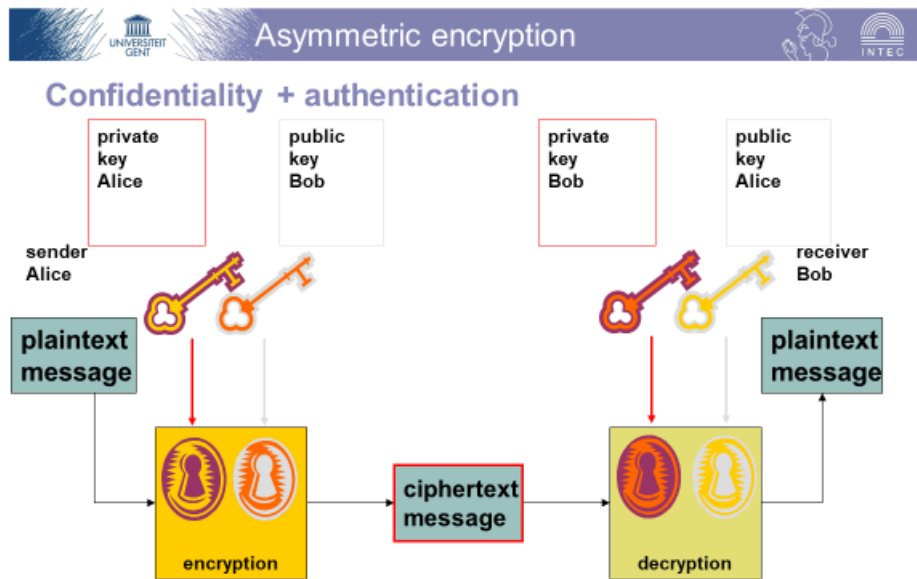 UNIVERSITEIT
GENT
Asymmetric encryption
INTEC
Confidentiality + authentication
private
key
Alice
public
key
Bob
private
key
Bob
public
key
Alice
sender
Alice
receiver
Bob
plaintext
message
plaintext
message
ciphertext
message
encryption
decryption